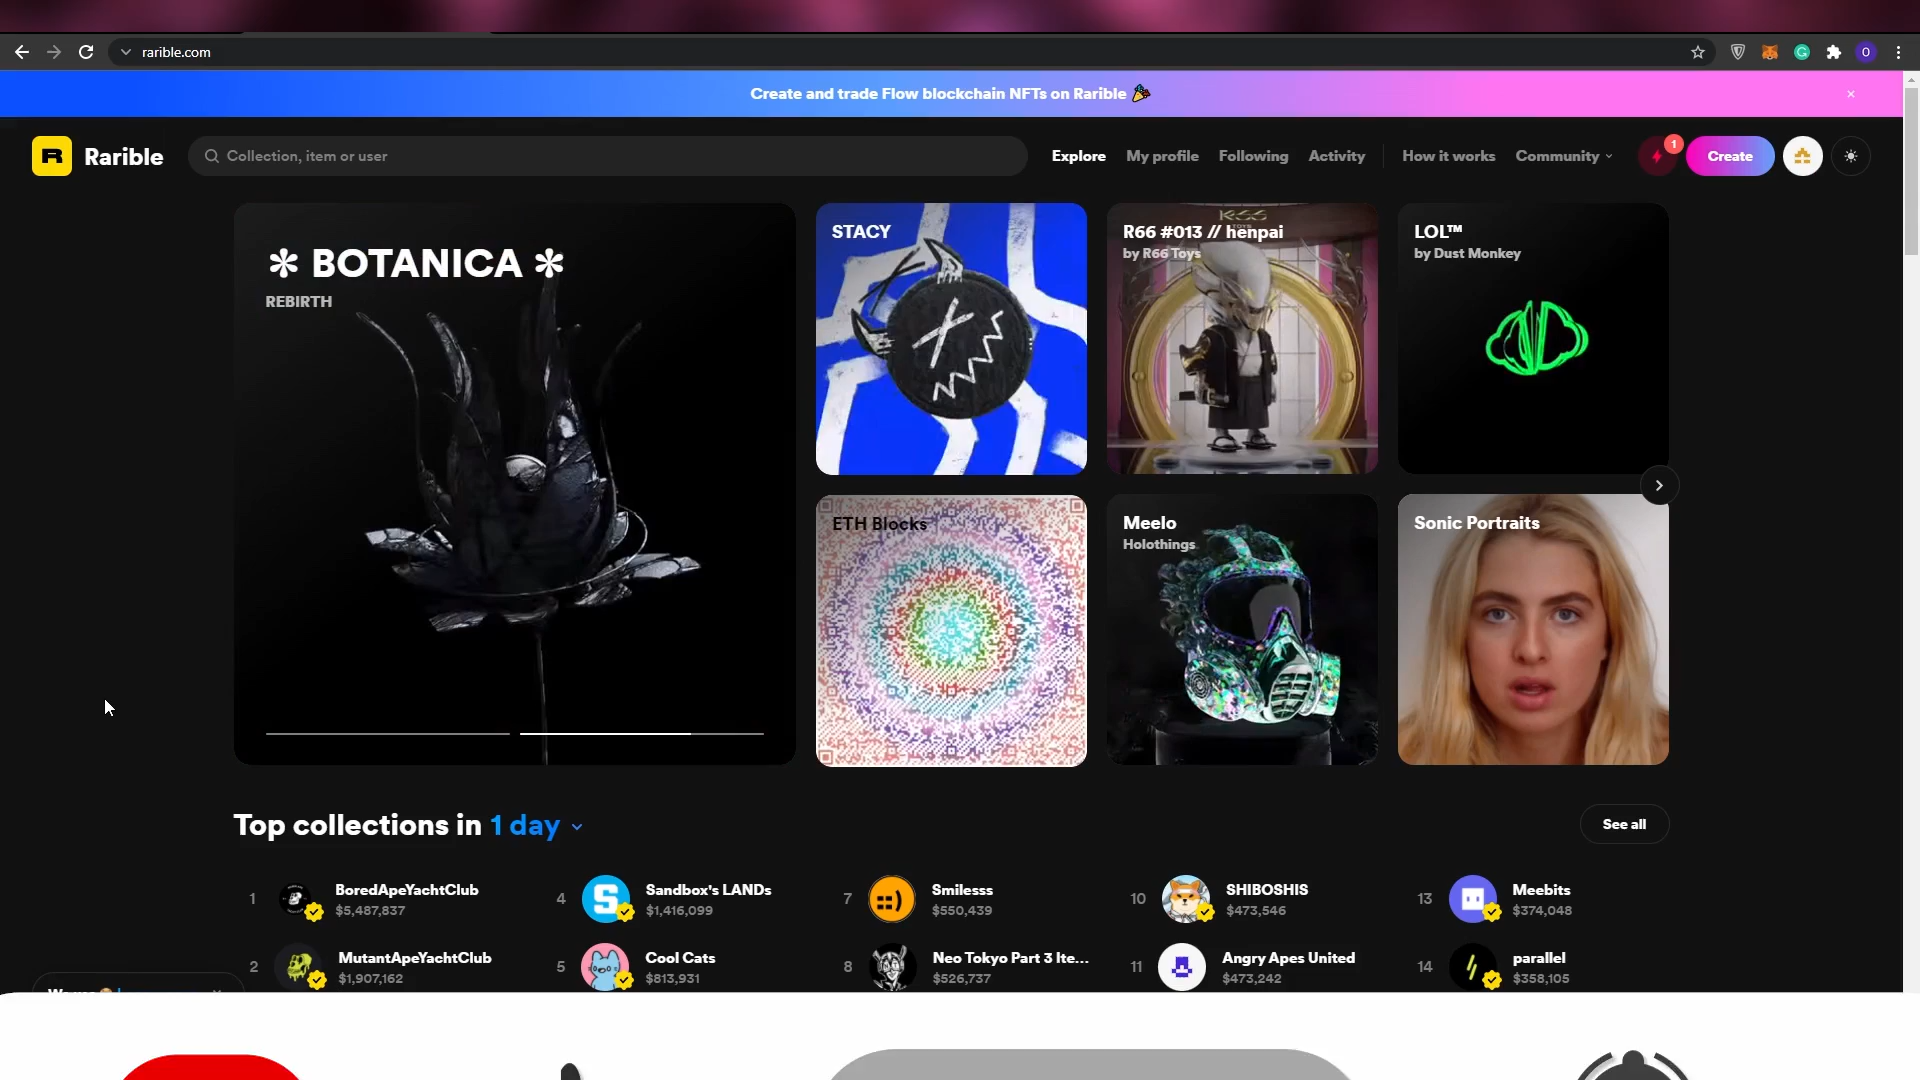 rarible.com
Create and trade Flow blockchain NFTs on Rarible
R Rarible
Collection, item or user
Explore
My profile
Following
Activity
How it works
Community
1
Create
O
✻ BOTANICA ✻
REBIRTH
STACY
R66 #013 // henpai
by R66 Toys
LOL™
by Dust Monkey
ETH Blocks
Meelo
Holothings
Sonic Portraits
Top collections in 1 day
See all
1 BoredApeYachtClub
$5,487,837
4 Sandbox's LANDs
$1,416,099
7 Smilesss
$550,439
10 SHIBOSHIS
$473,546
13 Meebits
$374,048
2 MutantApeYachtClub
$1,907,162
5 Cool Cats
$813,931
8 Neo Tokyo Part 3 Ite...
$526,737
11 Angry Apes United
$473,242
14 parallel
$358,105